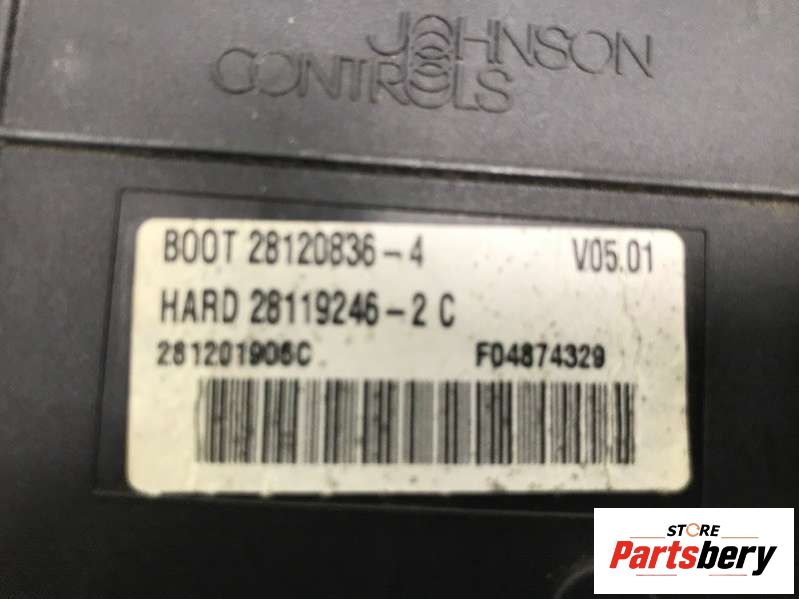 JOHNSON
CONTROLS
BOOT 28120836-4 V05.01
HARD 28119246-2 C
281201906C F04874329
STORE
Partsbery